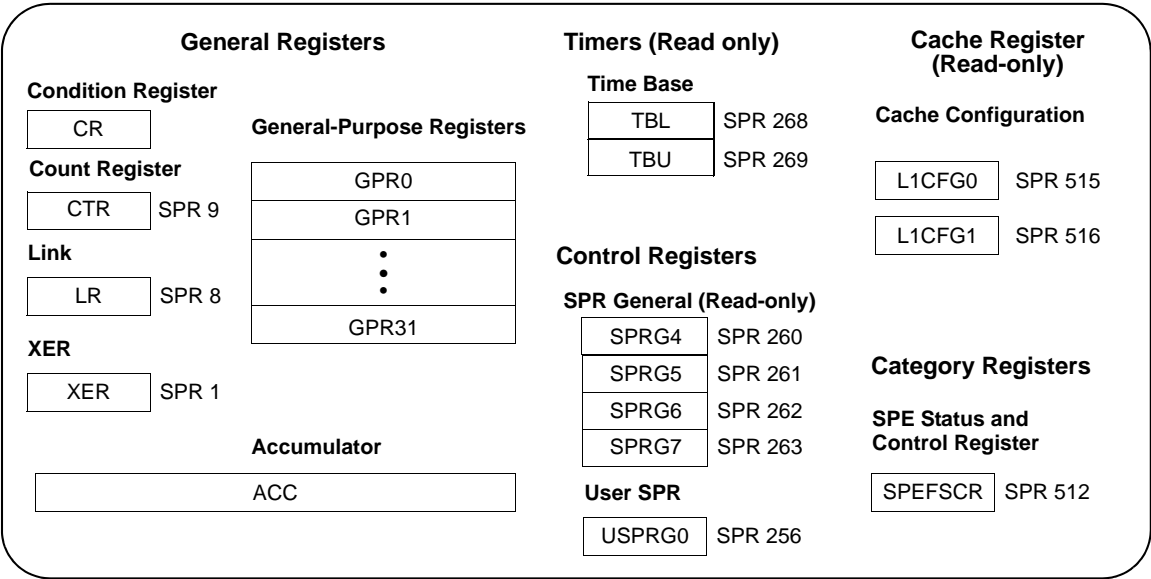 General Registers
Condition Register
CR
Count Register
CTR SPR 9
Link
LR SPR 8
XER
XER SPR 1
General-Purpose Registers
GPR0
GPR1
GPR31
Accumulator
ACC
Timers (Read only)
Time Base
TBL SPR 268
TBU SPR 269
Control Registers
SPR General (Read-only)
SPRG4 SPR 260
SPRG5 SPR 261
SPRG6 SPR 262
SPRG7 SPR 263
User SPR
USPRG0 SPR 256
Cache Register
(Read-only)
Cache Configuration
L1CFG0 SPR 515
L1CFG1 SPR 516
Category Registers
SPE Status and
Control Register
SPEFSCR SPR 512